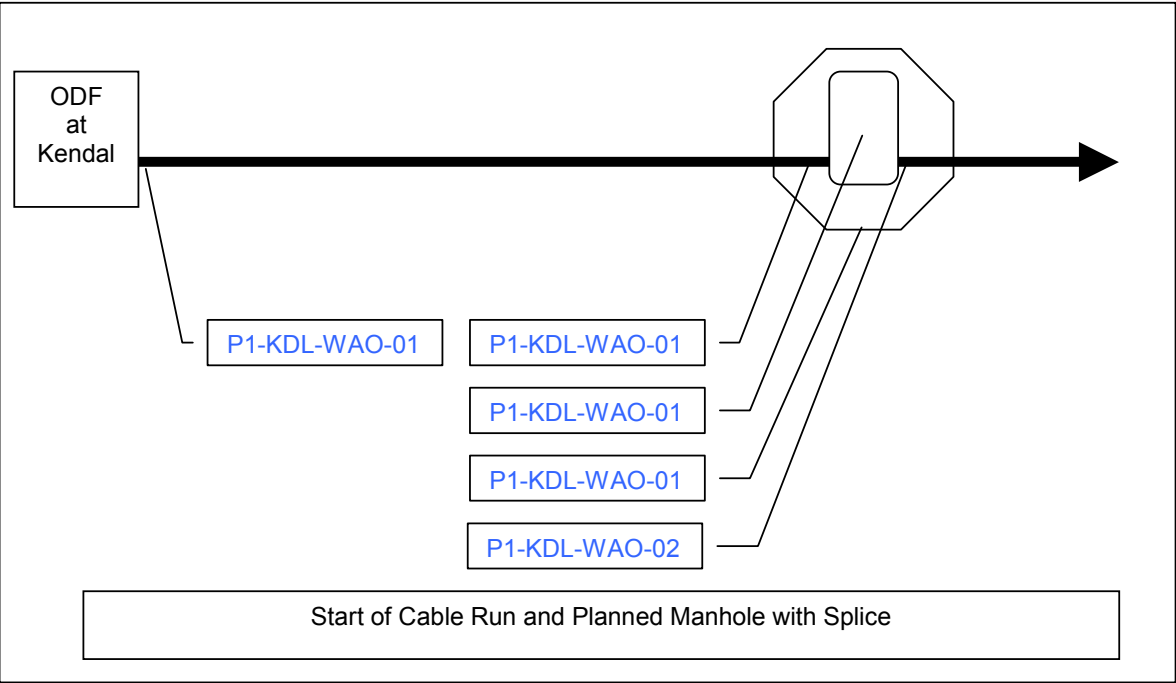 ODF
at
Kendal
P1-KDL-WAO-01 P1-KDL-WAO-01
P1-KDL-WAO-01
P1-KDL-WAO-01
P1-KDL-WAO-02
Start of Cable Run and Planned Manhole with Splice